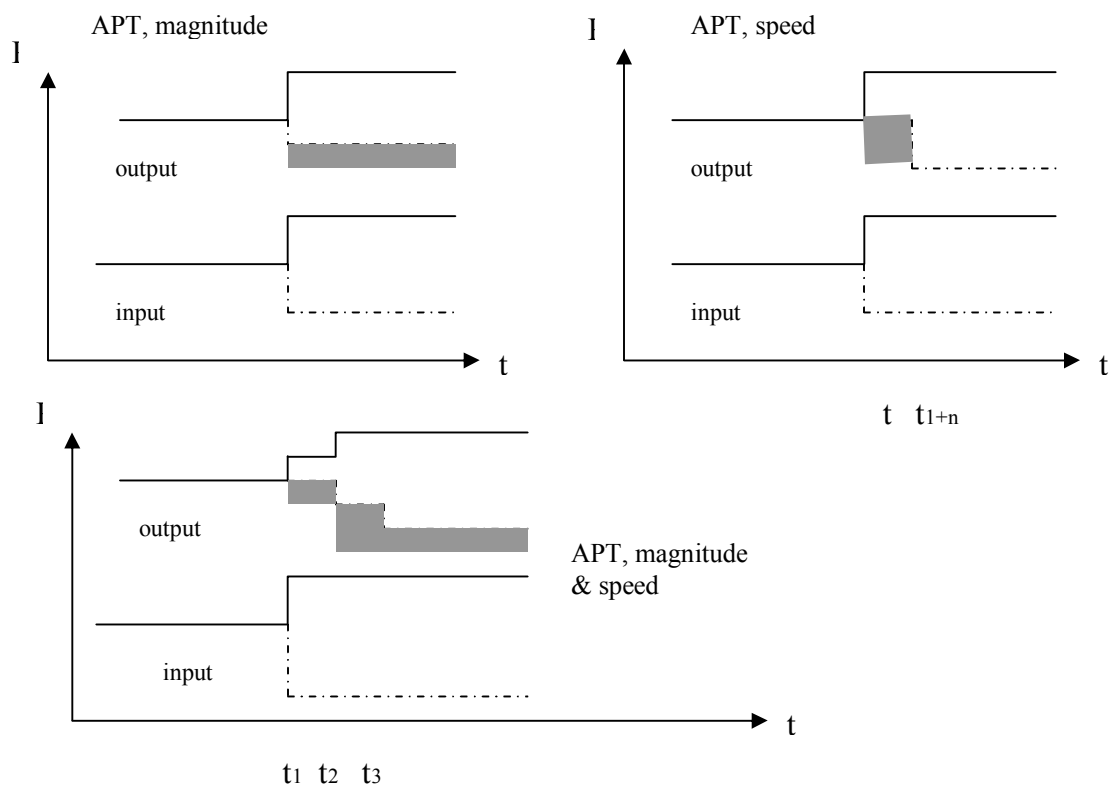 APT, magnitude
output
input
t
APT, speed
output
input
t
t t1+n
output
input
APT, magnitude
& speed
t
t1 t2 t3